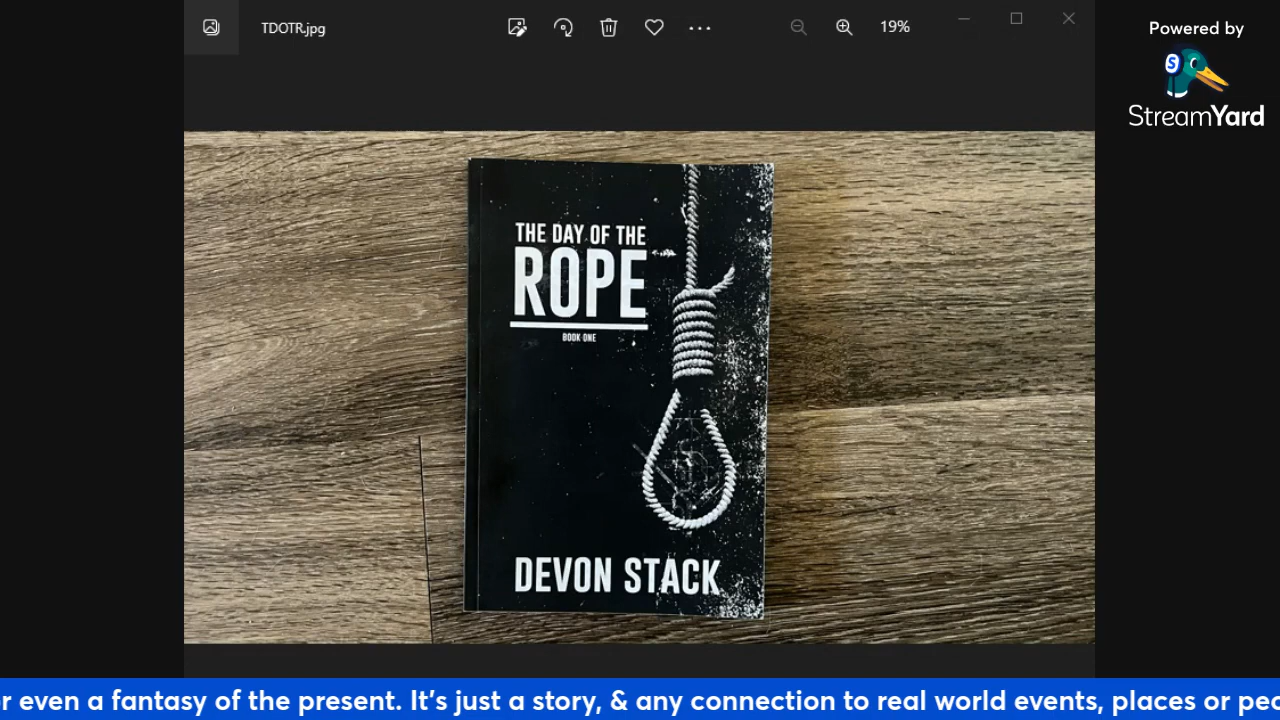 TDOTR.jpg
19%
Powered by
S
StreamYard
THE DAY OF THE
ROPE
BOOK ONE
DEVON STACK
r even a fantasy of the present. It's just a story, & any connection to real world events, places or